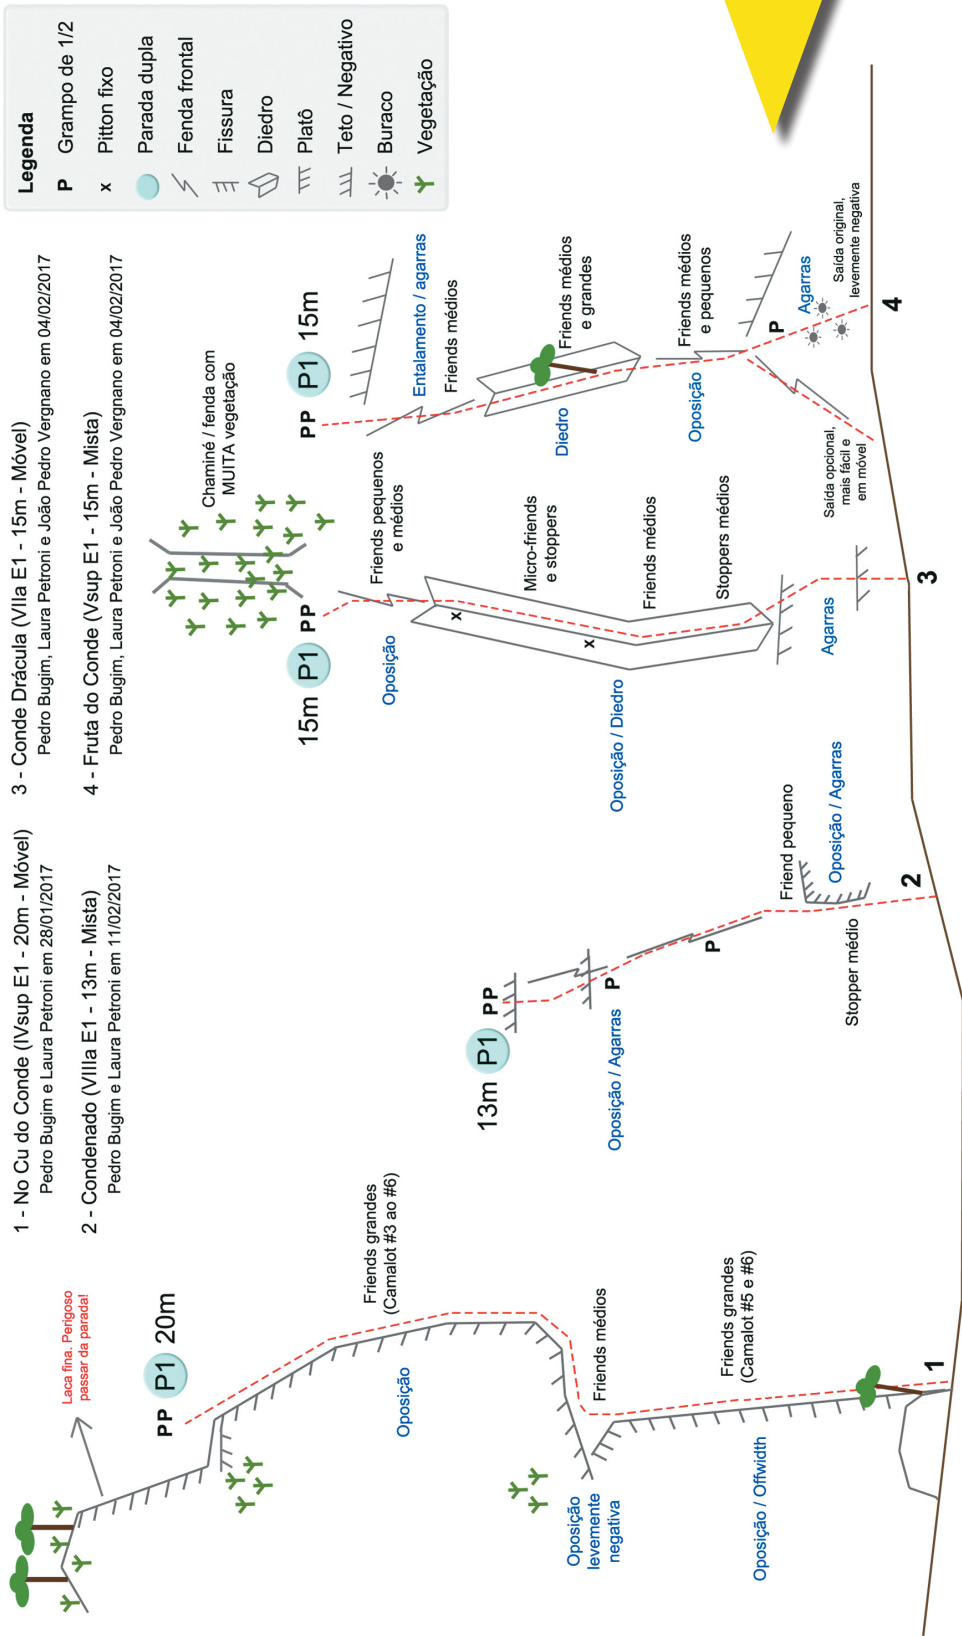 1 - No Cu do Conde (IVsup E1 - 20m - Móvel)
Pedro Bugim e Laura Petroni em 28/01/2017
2 - Condenado (VIIIa E1 - 13m - Mista)
Pedro Bugim e Laura Petroni em 11/02/2017
3 - Conde Drácula (VIIa E1 - 15m - Móvel)
Pedro Bugim, Laura Petroni e João Pedro Vergnano em 04/02/2017
4 - Fruta do Conde (Vsup E1 - 15m - Mista)
Pedro Bugim, Laura Petroni e João Pedro Vergnano em 04/02/2017
Legenda
P Grampo de 1/2
x Pitton fixo
Parada dupla
Fenda frontal
Fissura
Diedro
Platô
Teto / Negativo
Buraco
Vegetação
Laca fina. Perigoso
passar da parada!
PP P1 20m
Friends grandes
(Camalot #3 ao #6)
Oposição
Friends médios
Oposição
levemente
negativa
Friends grandes
(Camalot #5 e #6)
Oposição / Offwidth
1
13m P1 PP
P
Oposição / Agarras
P
Friend pequeno
Oposição / Agarras
Stopper médio
2
Chaminé / fenda com
MUITA vegetação
15m P1 PP
Friends pequenos
e médios
Oposição
x
Micro-friends
e stoppers
x
Friends médios
Oposição / Diedro
Stoppers médios
Agarras
3
PP P1 15m
Entalamento / agarras
Friends médios
Friends médios
e grandes
Diedro
Friends médios
e pequenos
Oposição
P
Agarras
Saída opcional,
mais fácil e
em móvel
Saída original,
levemente negativa
4